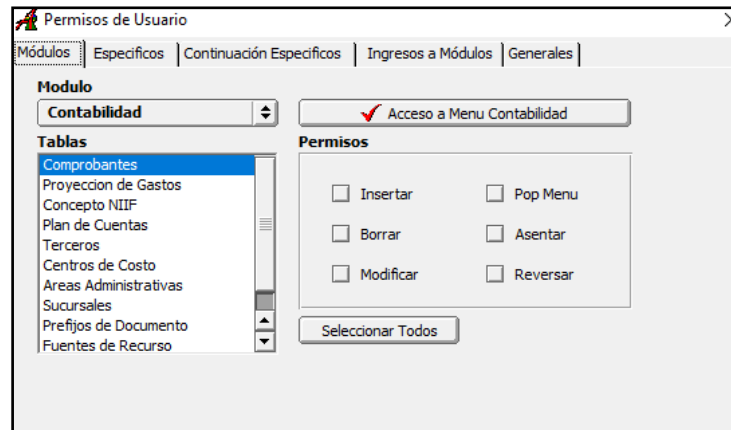 Permisos de Usuario
Módulos Especificos Continuación Especificos Ingresos a Módulos Generales
Modulo
Contabilidad
Acceso a Menu Contabilidad
Tablas
Comprobantes
Proyeccion de Gastos
Concepto NIIF
Plan de Cuentas
Terceros
Centros de Costo
Areas Administrativas
Sucursales
Prefijos de Documento
Fuentes de Recurso
Permisos
Insertar Pop Menu
Borrar Asentar
Modificar Reversar
Seleccionar Todos